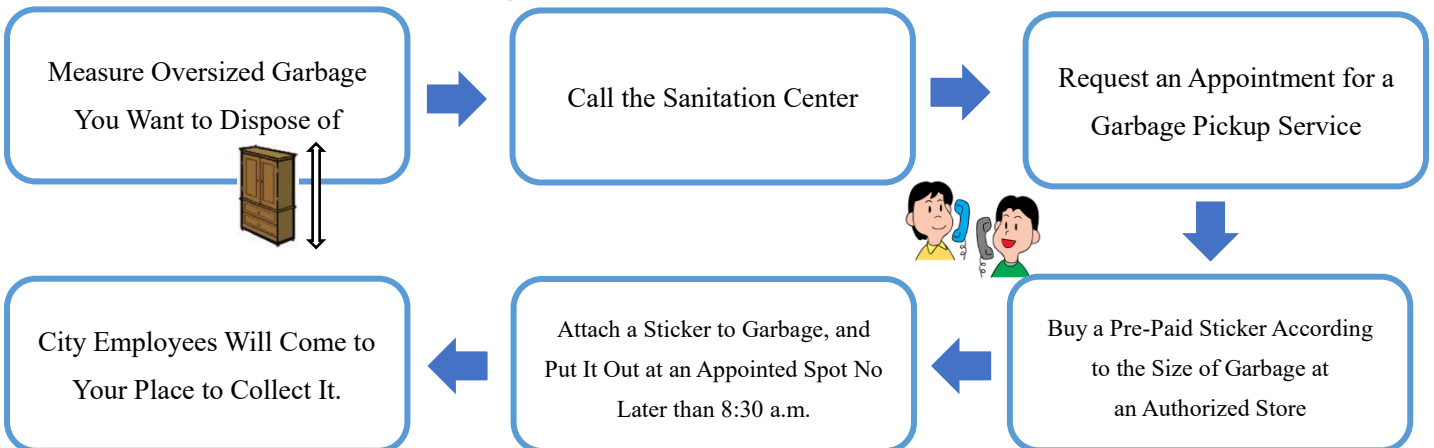 Measure Oversized Garbage
You Want to Dispose of
Call the Sanitation Center
Request an Appointment for a
Garbage Pickup Service
Buy a Pre-Paid Sticker According
to the Size of Garbage at
an Authorized Store
Attach a Sticker to Garbage, and
Put It Out at an Appointed Spot No
Later than 8:30 a.m.
City Employees Will Come to
Your Place to Collect It.